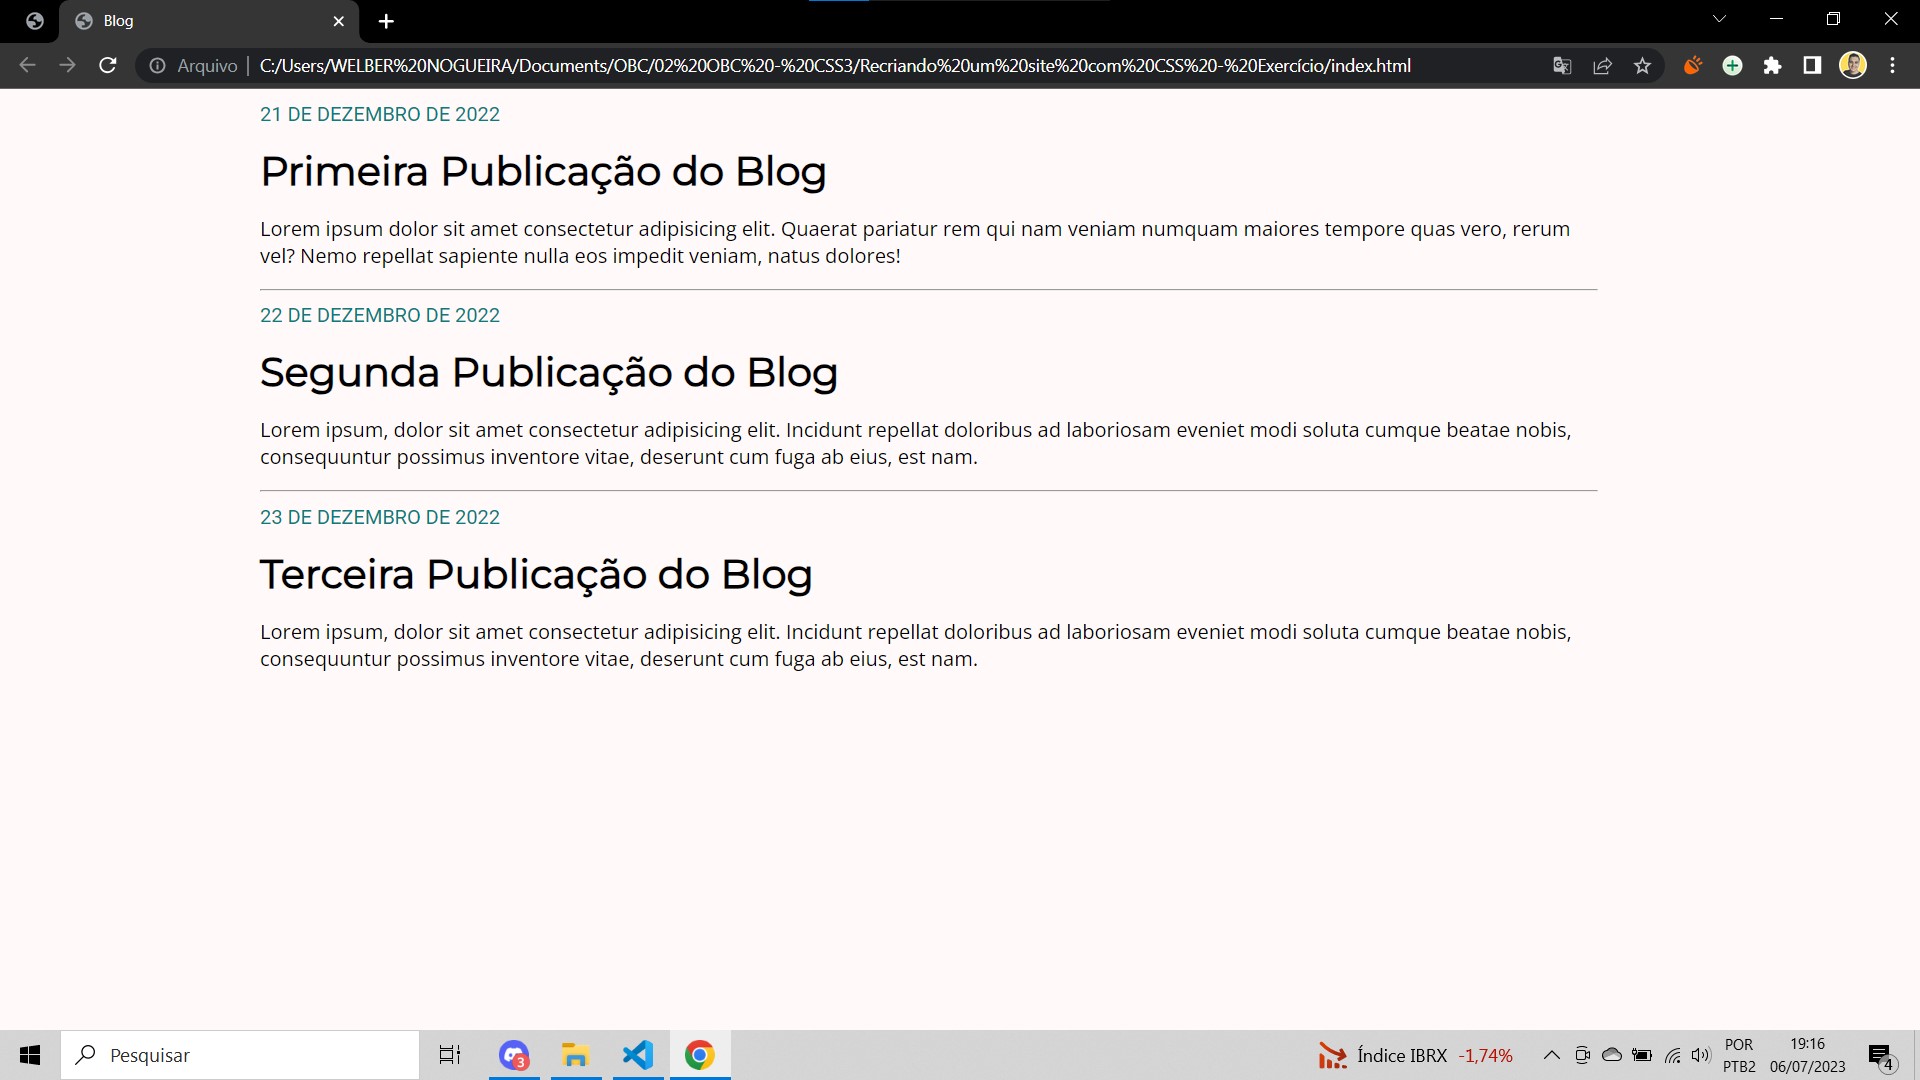 Blog
Arquivo | C:/Users/WELBER%20NOGUEIRA/Documents/OBC/02%20OBC%20-%20CSS3/Recriando%20um%20site%20com%20CSS%20-%20Exercício/index.html
21 DE DEZEMBRO DE 2022
Primeira Publicação do Blog
Lorem ipsum dolor sit amet consectetur adipisicing elit. Quaerat pariatur rem qui nam veniam numquam maiores tempore quas vero, rerum
vel? Nemo repellat sapiente nulla eos impedit veniam, natus dolores!
22 DE DEZEMBRO DE 2022
Segunda Publicação do Blog
Lorem ipsum, dolor sit amet consectetur adipisicing elit. Incidunt repellat doloribus ad laboriosam eveniet modi soluta cumque beatae nobis,
consequuntur possimus inventore vitae, deserunt cum fuga ab eius, est nam.
23 DE DEZEMBRO DE 2022
Terceira Publicação do Blog
Lorem ipsum, dolor sit amet consectetur adipisicing elit. Incidunt repellat doloribus ad laboriosam eveniet modi soluta cumque beatae nobis,
consequuntur possimus inventore vitae, deserunt cum fuga ab eius, est nam.
Pesquisar
3
Índice IBRX -1,74%
POR
PTB2
19:16
06/07/2023
4